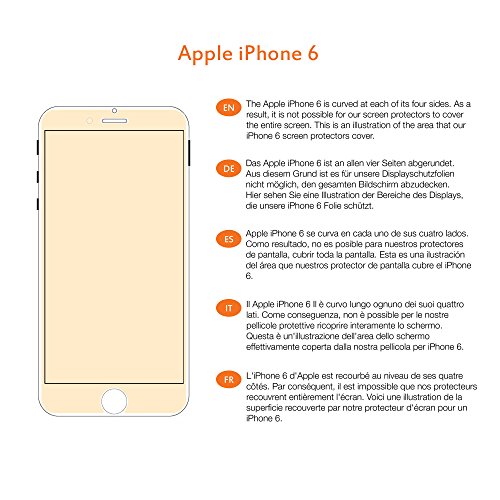 Apple iPhone 6
EN
The Apple iPhone 6 is curved at each of its four sides. As a
result, it is not possible for our screen protectors to cover
the entire screen. This is an illustration of the area that our
iPhone 6 screen protectors cover.
DE
Das Apple iPhone 6 ist an allen vier Seiten abgerundet.
Aus diesem Grund ist es für unsere Displayschutzfolien
nicht möglich, den gesamten Bildschirm abzudecken.
Hier sehen Sie eine Illustration der Bereiche des Displays,
die unsere iPhone 6 Folie schützt.
ES
Apple iPhone 6 se curva en cada uno de sus cuatro lados.
Como resultado, no es posible para nuestros protectores
de pantalla, cubrir toda la pantalla. Esta es una ilustración
del área que nuestro protector de pantalla cubre el iPhone
6.
IT
Il Apple iPhone 6 Il è curvo lungo ognuno dei suoi quattro
lati. Come conseguenza, non è possible per le nostre
pellicole protettive ricoprire interamente lo schermo.
Questa è un'illustrazione dell'area dello schermo
effettivamente coperta dalla nostra pellicola per iPhone 6.
FR
L'iPhone 6 d'Apple est recourbé au niveau de ses quatre
côtés. Par conséquent, il est impossible que nos protecteurs
recouvrent entièrement l'écran. Voici une illustration de la
superficie recouverte par notre protecteur d'écran pour un
iPhone 6.